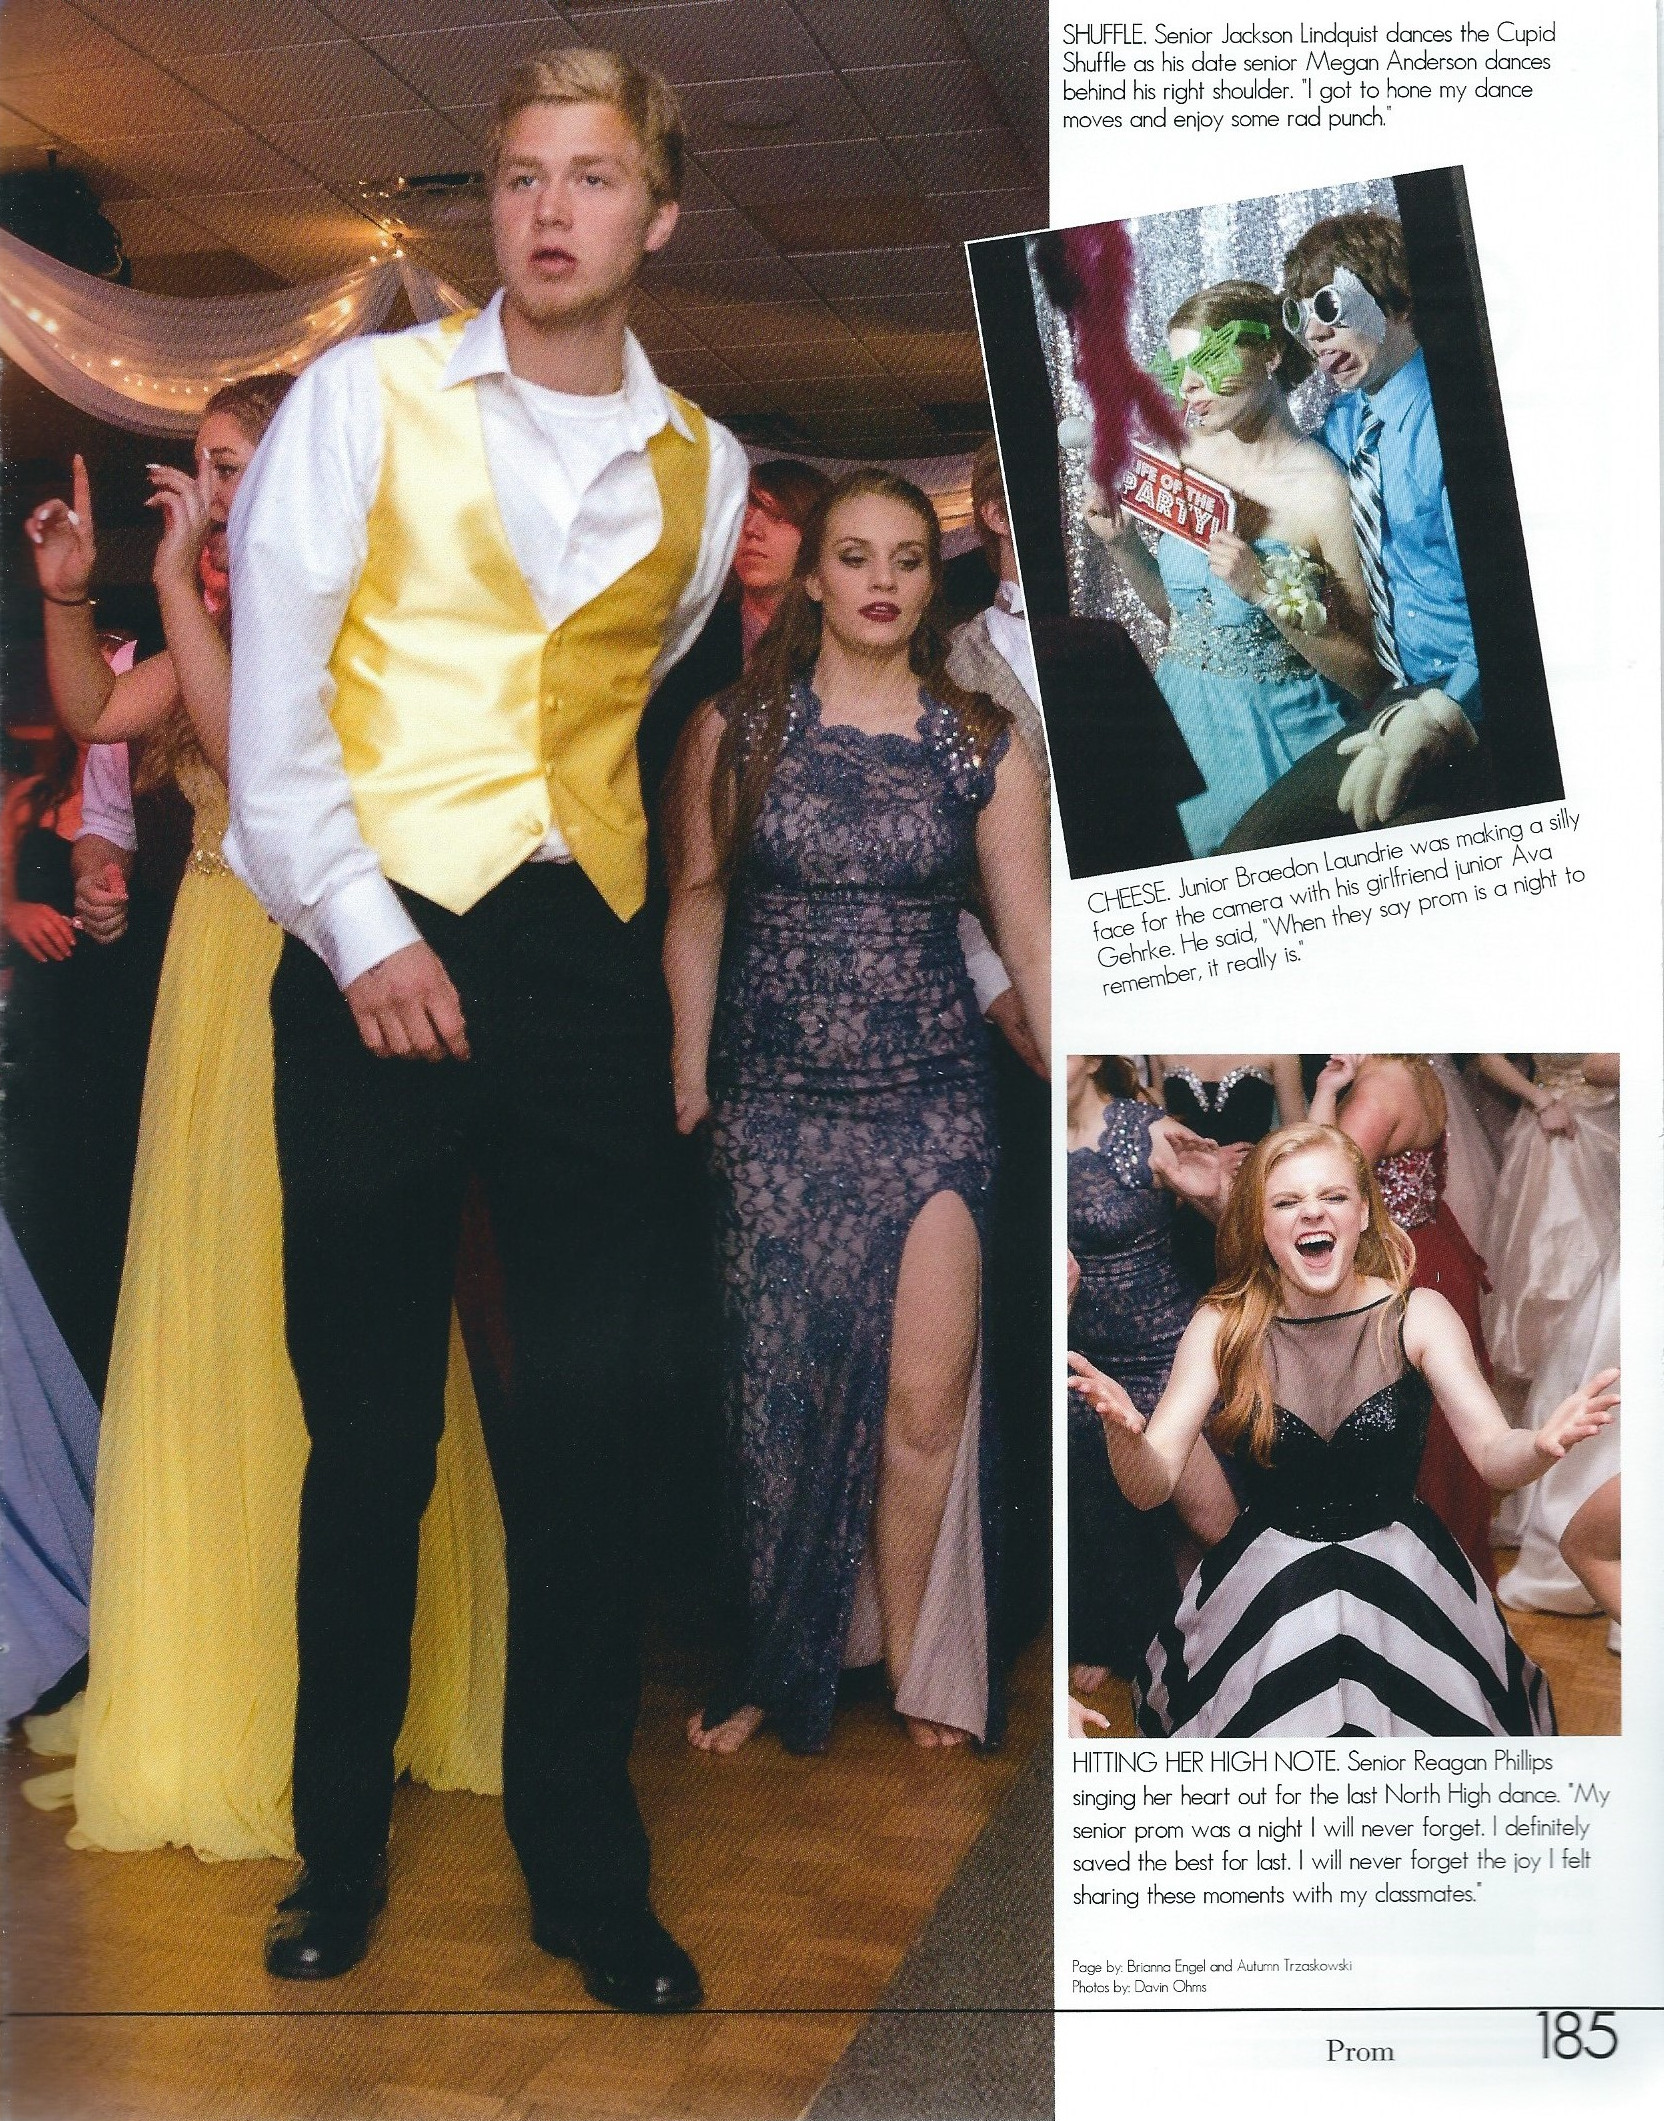 SHUFFLE. Senior Jackson Lindquist dances the Cupid
Shuffle as his date senior Megan Anderson dances
behind his right shoulder. "I got to hone my dance
moves and enjoy some rad punch."
IFE OF THE
PARTY!
CHEESE. Junior Braedon Laundrie was making a silly
face for the camera with his girlfriend junior Ava
Gehrke. He said, "When they say prom is a night to
remember, it really is."
HITTING HER HIGH NOTE. Senior Reagan Phillips
singing her heart out for the last North High dance. "My
senior prom was a night I will never forget. I definitely
saved the best for last. I will never forget the joy I felt
sharing these moments with my classmates."
Page by: Brianna Engel and Autumn Trzaskowski
Photos by: Davin Ohms
Prom 185